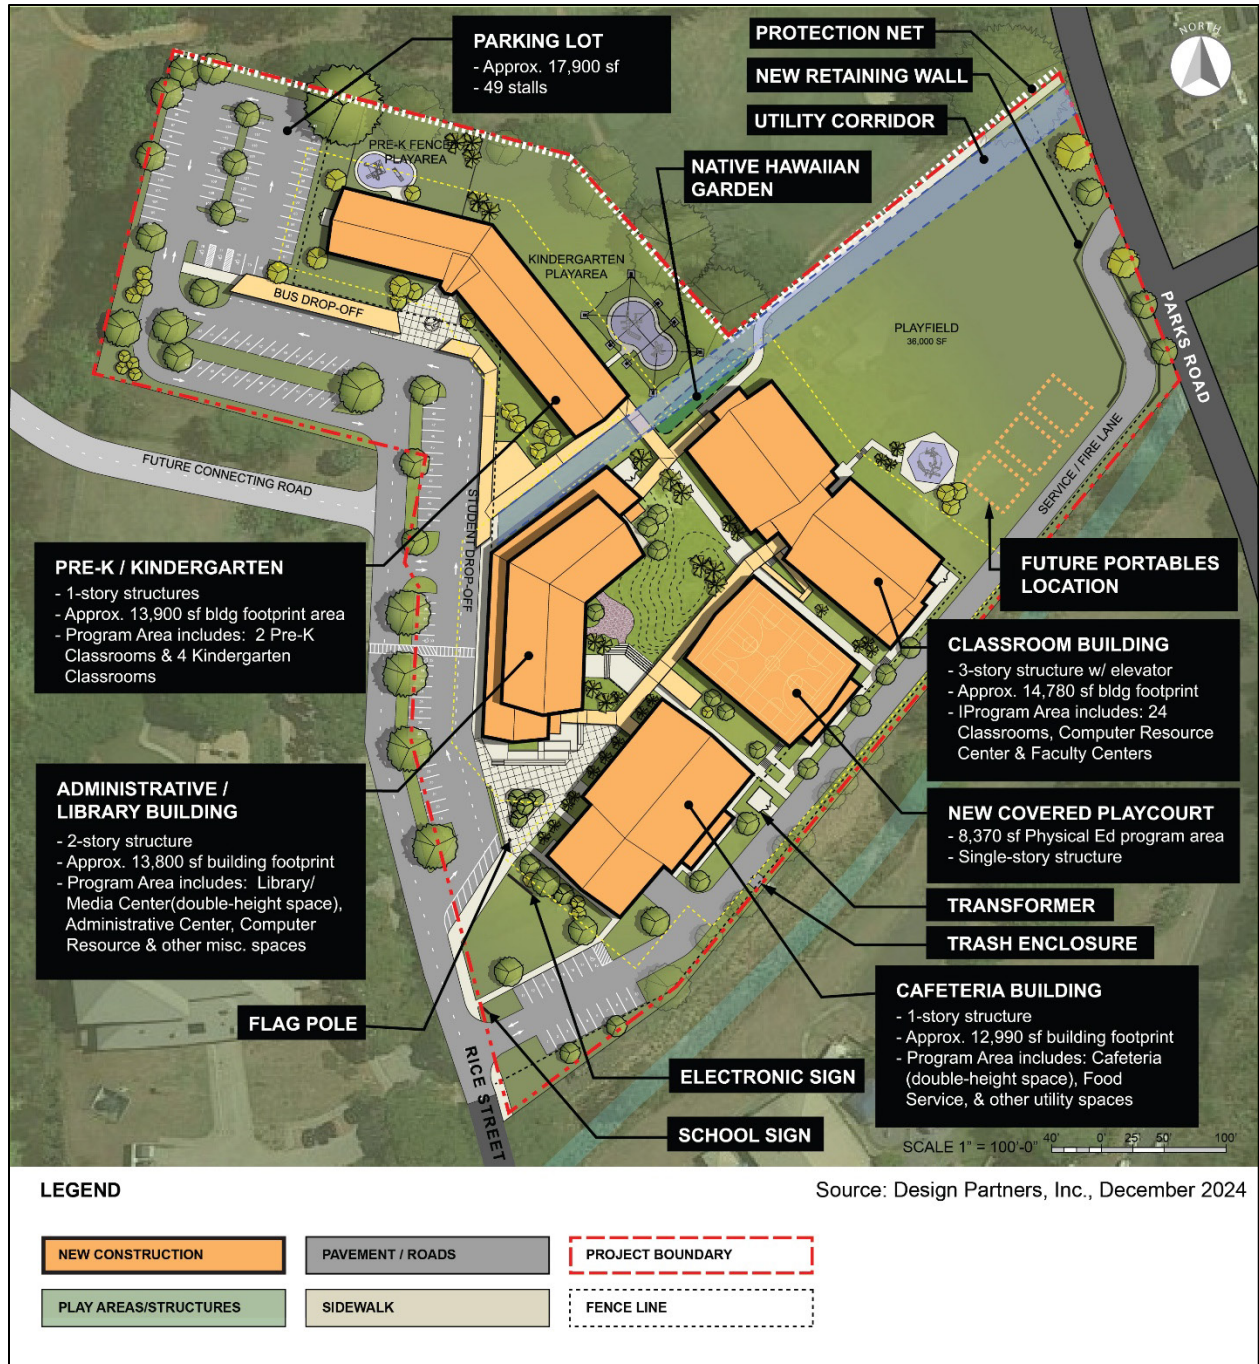 PARKING LOT
- Approx. 17,900 sf
- 49 stalls
PROTECTION NET
NEW RETAINING WALL
UTILITY CORRIDOR
NORTH
NATIVE HAWAIIAN
GARDEN
PRE-K FENCE
PLAYAREA
KINDERGARTEN
PLAYAREA
BUS DROP-OFF
PLAYFIELD
36,000 SF
PARKS ROAD
FUTURE CONNECTING ROAD
STUDENT DROP-OFF
SERVICE / FIRE LANE
PRE-K / KINDERGARTEN
- 1-story structures
- Approx. 13,900 sf bldg footprint area
- Program Area includes: 2 Pre-K
Classrooms & 4 Kindergarten
Classrooms
FUTURE PORTABLES
LOCATION
CLASSROOM BUILDING
- 3-story structure w/ elevator
- Approx. 14,780 sf bldg footprint
- IProgram Area includes: 24
Classrooms, Computer Resource
Center & Faculty Centers
ADMINISTRATIVE /
LIBRARY BUILDING
- 2-story structure
- Approx. 13,800 sf building footprint
- Program Area includes: Library/
Media Center(double-height space),
Administrative Center, Computer
Resource & other misc. spaces
NEW COVERED PLAYCOURT
- 8,370 sf Physical Ed program area
- Single-story structure
TRANSFORMER
TRASH ENCLOSURE
CAFETERIA BUILDING
- 1-story structure
- Approx. 12,990 sf building footprint
- Program Area includes: Cafeteria
(double-height space), Food
Service, & other utility spaces
FLAG POLE
RICE STREET
ELECTRONIC SIGN
SCHOOL SIGN
SCALE 1" = 100'-0"
40' 0' 25' 50' 100'
LEGEND
Source: Design Partners, Inc., December 2024
NEW CONSTRUCTION
PAVEMENT / ROADS
PROJECT BOUNDARY
PLAY AREAS/STRUCTURES
SIDEWALK
FENCE LINE